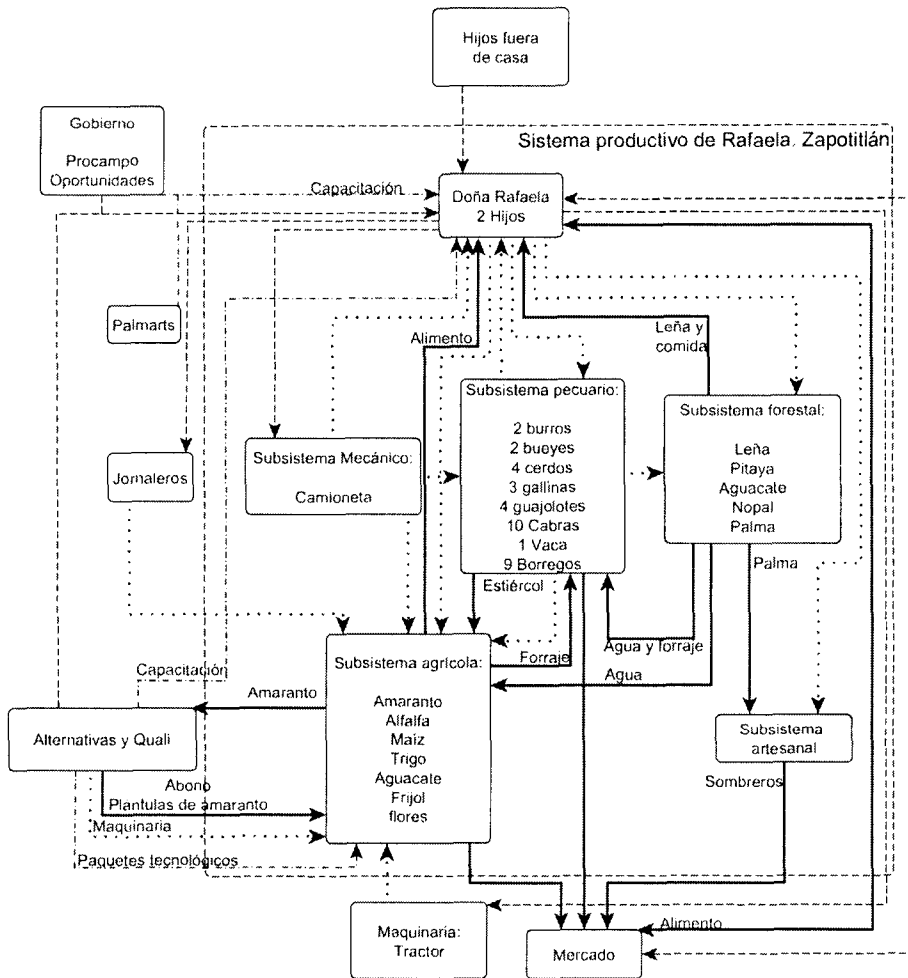 Hijos fuera
de casa
Gobierno
Procampo
Oportunidades
Sistema productivo de Rafaela. Zapotitlán
Capacitación
Doña Rafaela
2 Hijos
Palmarts
Alimento
Leña y
comida
Subsistema pecuario:
2 burros
2 bueyes
4 cerdos
3 gallinas
4 guajolotes
10 Cabras
1 Vaca
9 Borregos
Subsistema forestal:
Leña
Pitaya
Aguacate
Nopal
Palma
Subsistema Mecánico:
Camioneta
Jornaleros
Estiércol
Palma
Subsistema agrícola:
Amaranto
Alfalfa
Maíz
Trigo
Aguacate
Frijol
flores
Forraje
Agua y forraje
Agua
Capacitación
Amaranto
Alternativas y Quali
Subsistema
artesanal
Sombreros
Abono
Plantulas de amaranto
Maquinaria
Paquetes tecnológicos
Maquinaria:
Tractor
Mercado
Alimento